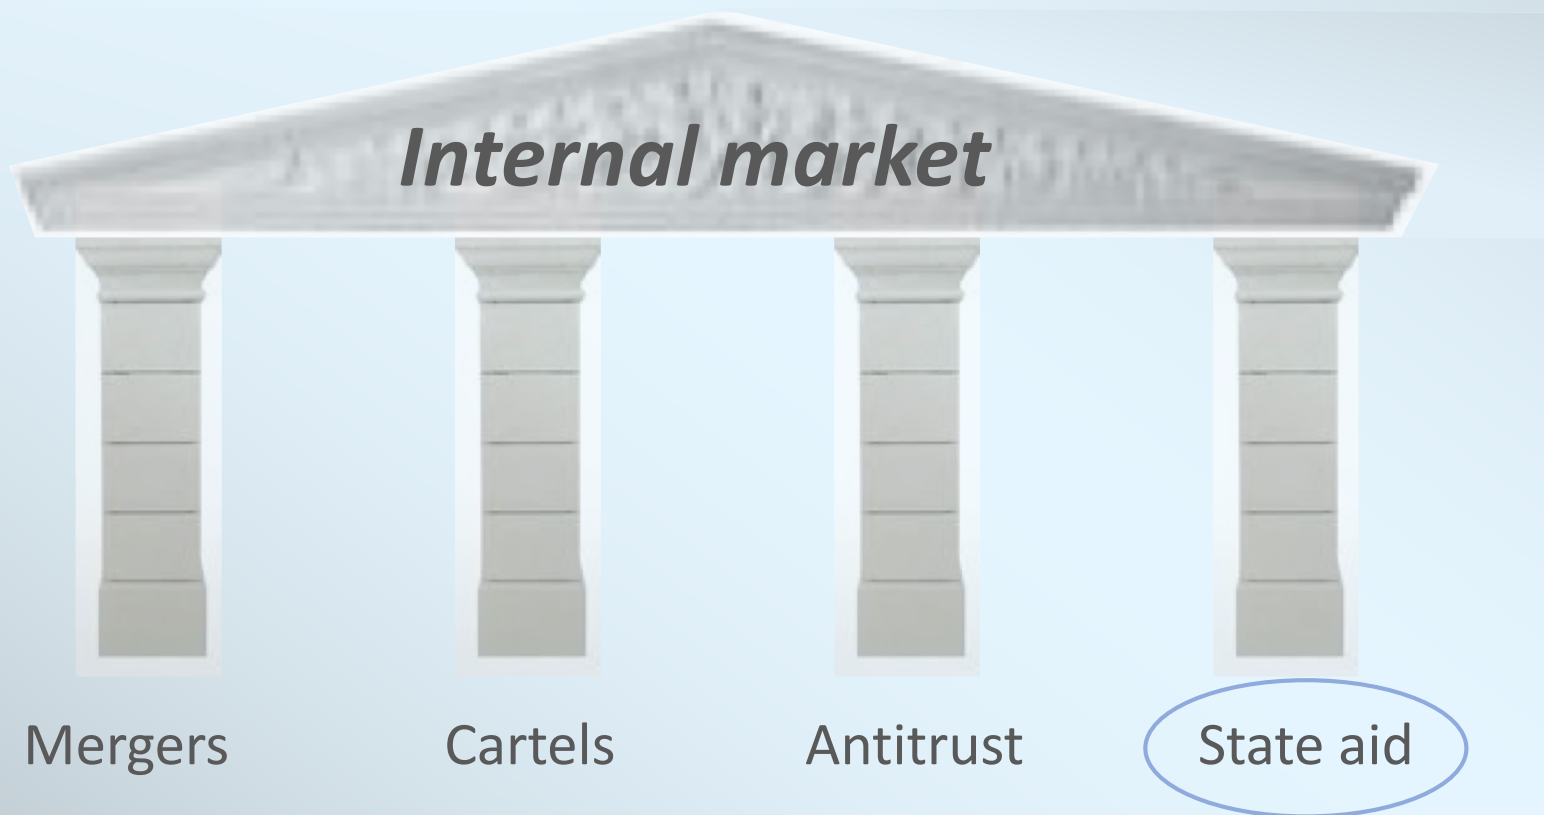 Internal market
Mergers
Cartels
Antitrust
State aid